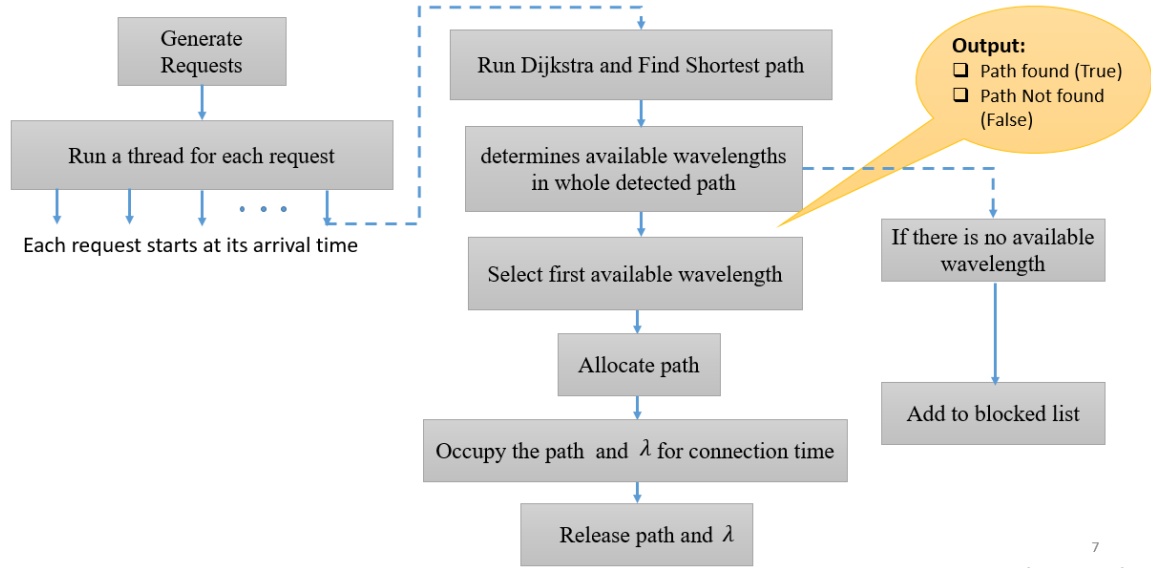 Generate
Requests
Run a thread for each request
Each request starts at its arrival time
Run Dijkstra and Find Shortest path
determines available wavelengths
in whole detected path
Select first available wavelength
Allocate path
Occupy the path and λ for connection time
Release path and λ
Output:
❑ Path found (True)
❑ Path Not found
(False)
If there is no available
wavelength
Add to blocked list
7